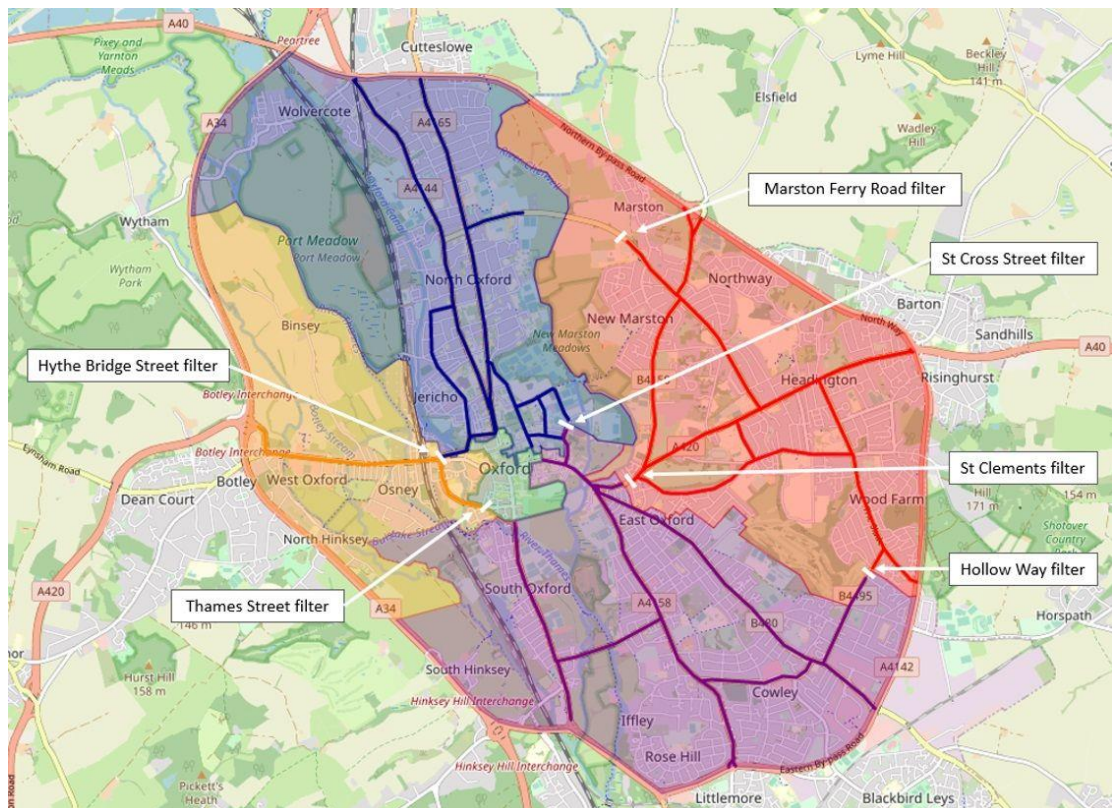 A40
Pixey and
Yarnton
Meads
Peartree
Cutteslowe
Lyme Hill
Beckley
Hill
141 m
Elsfield
Wadley
Hill
Wolvercote
A34
A4165
Northern By-pass Road
A4144
Marston Ferry Road filter
Marston
Wytham
Port Meadow
Port Meadow
Wytham
Park
North Oxford
Northway
St Cross Street filter
Barton
Sandhills
Binsey
New Marston
New Marston
Meadows
North Way
A40
Hythe Bridge Street filter
Risinghurst
Headington
Jericho
Botley Interchange
Botley Stream
Eynsham Road
Botley Interchange
A420
Oxford
St Clements filter
Dean Court
Botley
West Oxford
Osney
Wood Farm
Hill
171 m
154 m
East Oxford
Shotover
Country
North Hinksey
Hollow Way filter
South Oxford
Thames Street filter
A34
A420
146 m
A4158
B4495
B480
Horspath
South Hinksey
A4142
Hurst Hill
158 m
Hinksey Hill Interchange
Cowley
Iffley
Rose Hill
Eastern By-pass Road
Hinksey Hill Interchange
Pickett's
Heath
Littlemore
Blackbird Leys